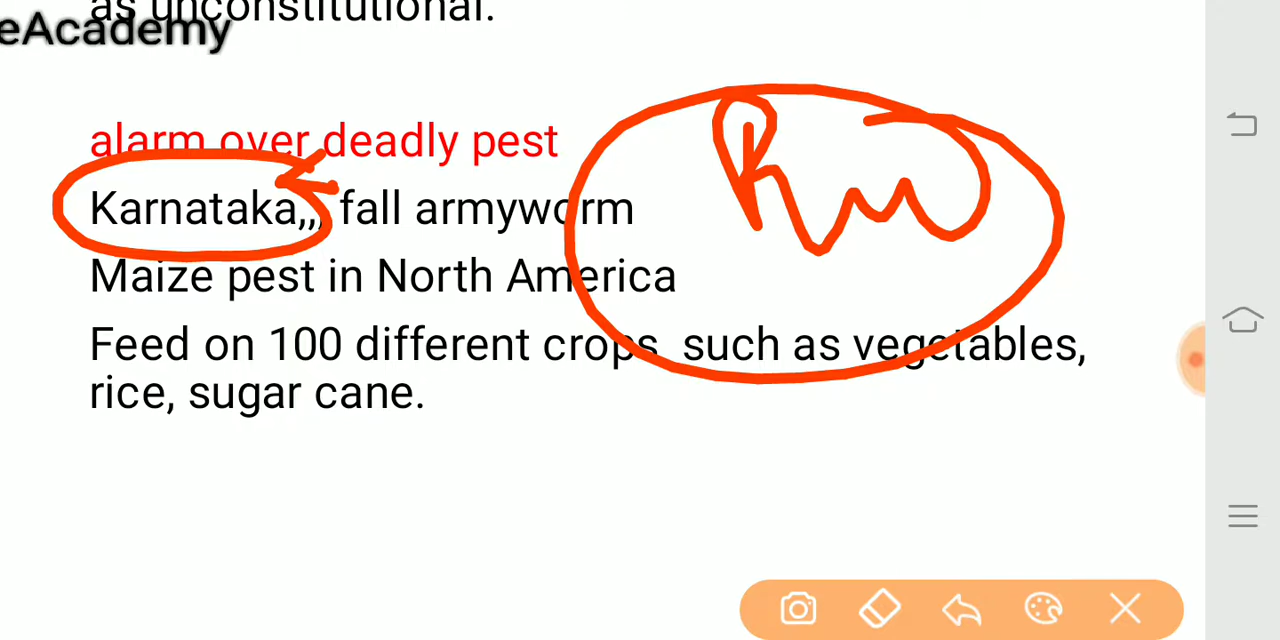 as unconstitutional.
eAcademy
alarm over deadly pest
Karnataka,,, fall armyworm
Maize pest in North America
Feed on 100 different crops such as vegetables,
rice, sugar cane.